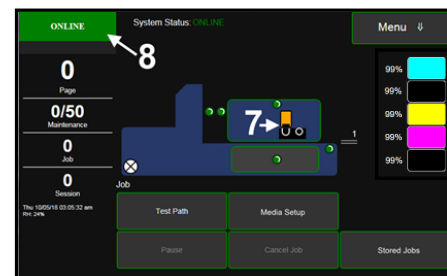 ONLINE
System Status: ONLINE
Menu
8
0
Page
0/50
Maintenance
0
Job
0
Session
Thu 10/05/18 03:05:32 am
RH: 24%
7
1
99%
99%
99%
99%
99%
Job
Test Path
Media Setup
Pause
Cancel Job
Stored Jobs